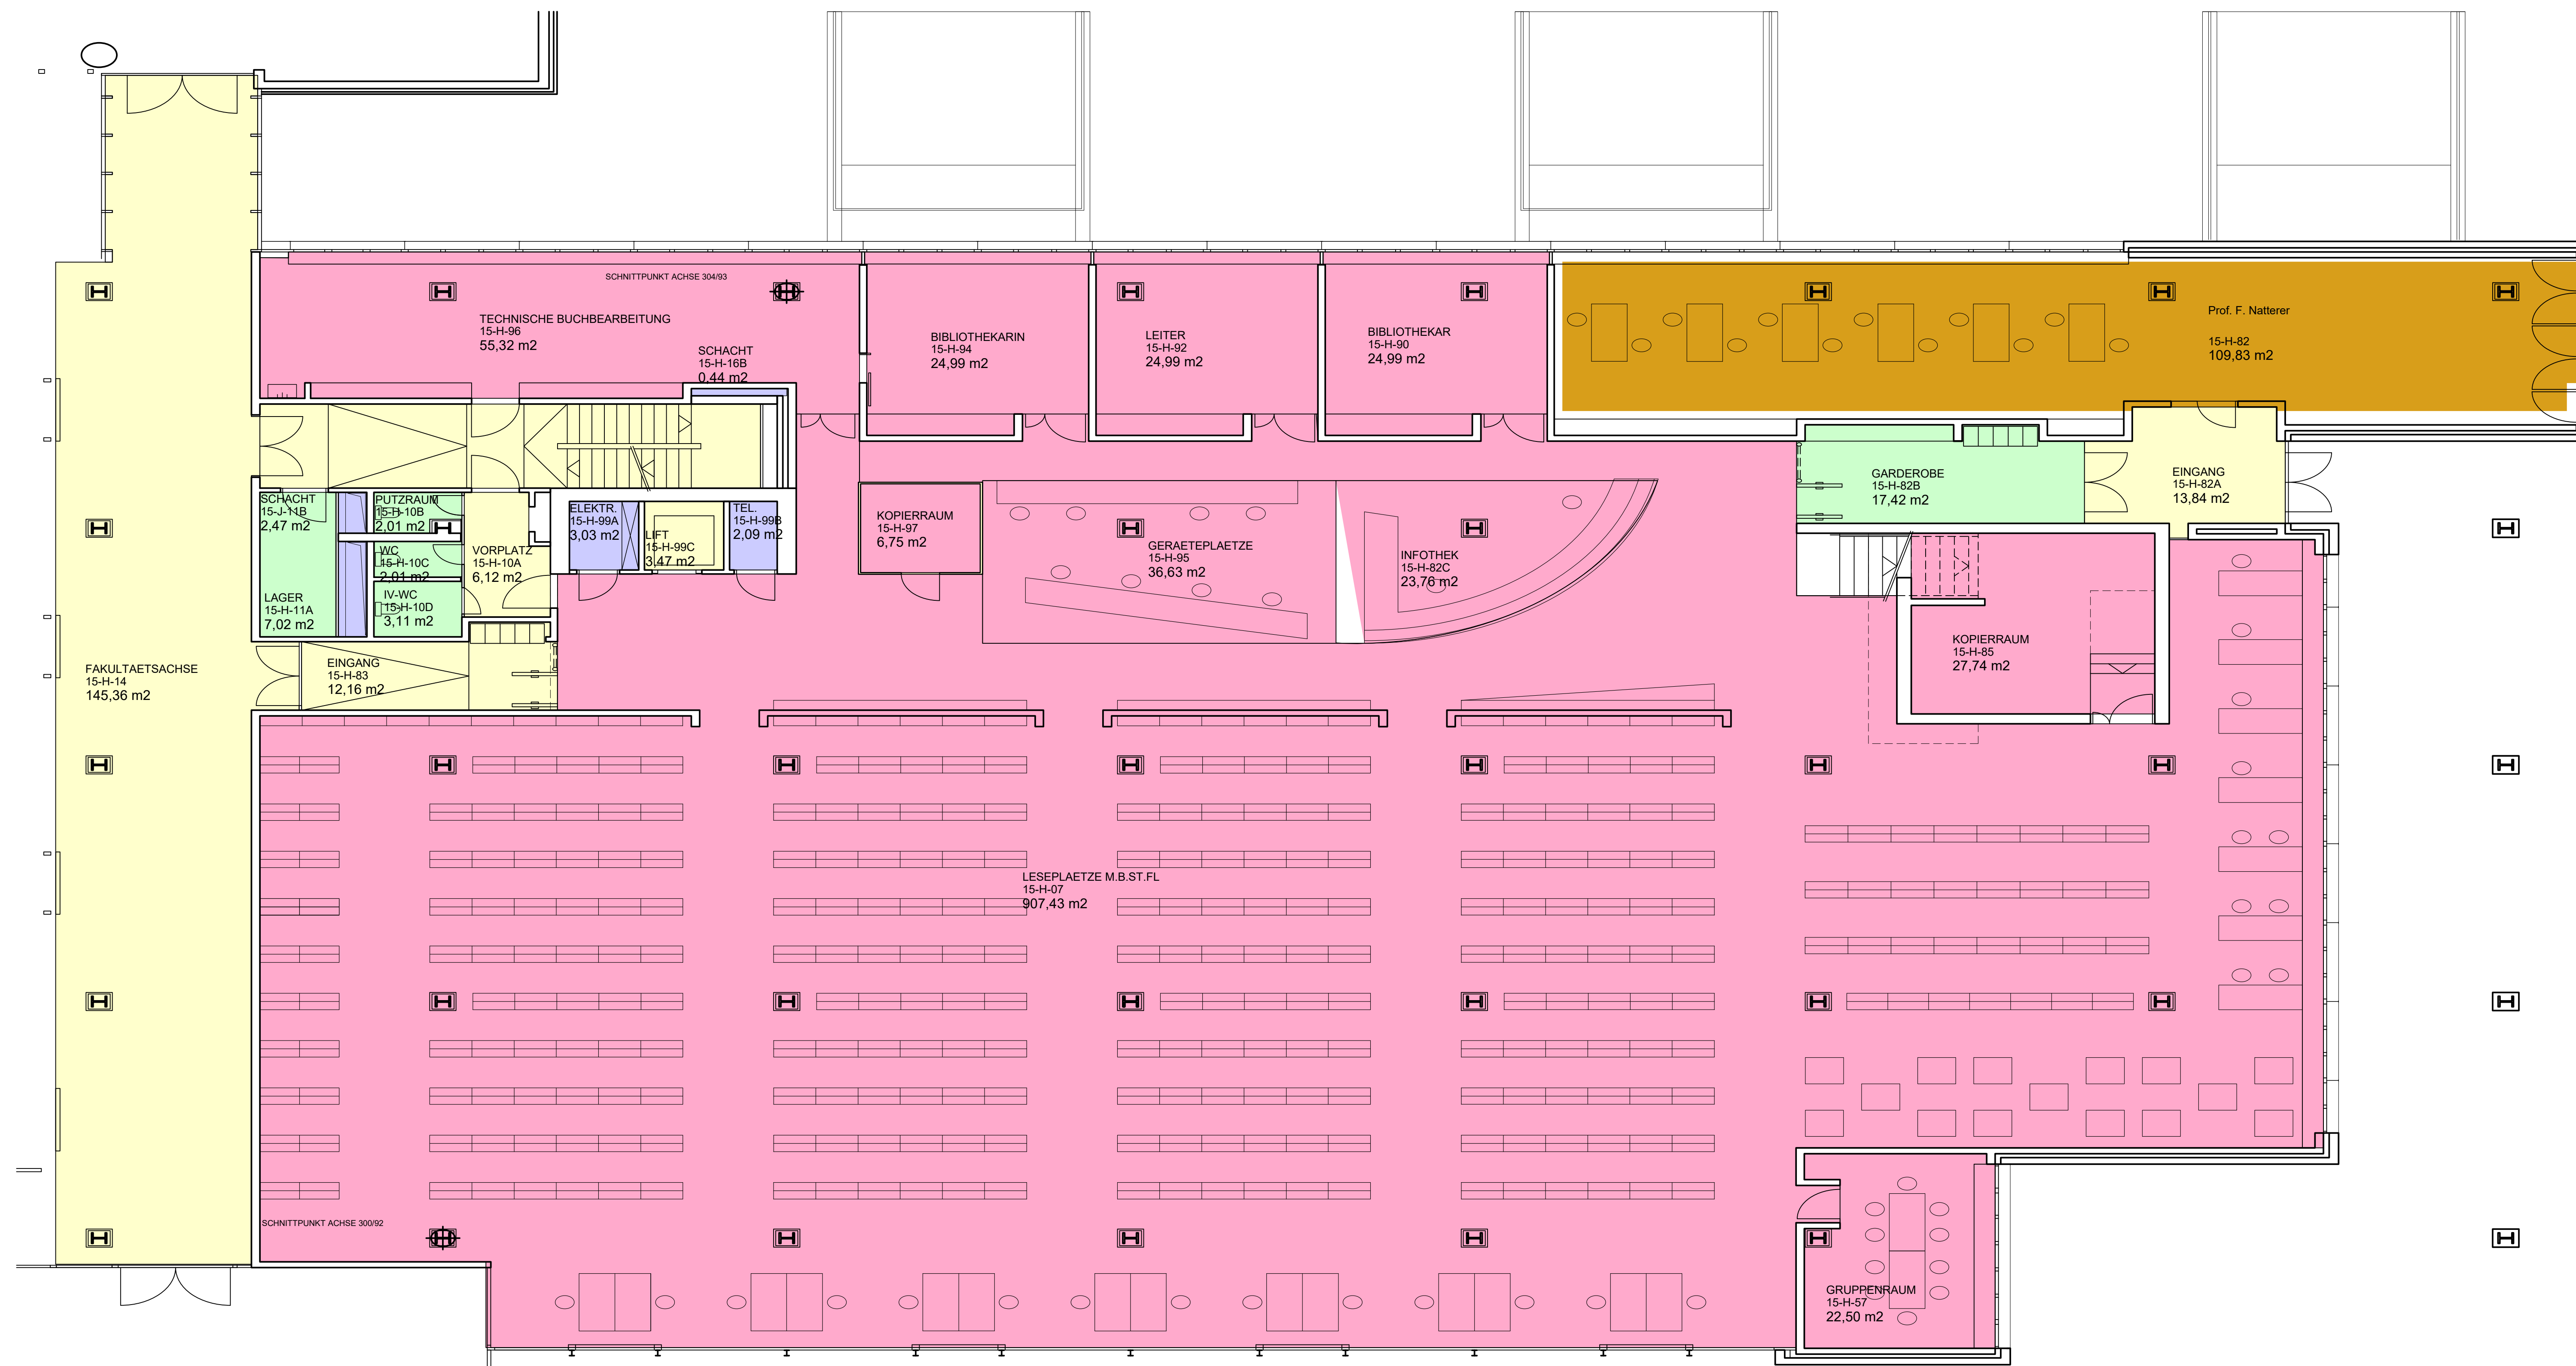 SCHNITTPUNKT ACHSE 304/93
TECHNISCHE BUCHBEARBEITUNG
15-H-96
55,32 m2
SCHACHT
15-H-16B
0,44 m2
BIBLIOTHEKARIN
15-H-94
24,99 m2
LEITER
15-H-92
24,99 m2
BIBLIOTHEKAR
15-H-90
24,99 m2
Prof. F. Natterer
15-H-82
109,83 m2
GARDEROBE
15-H-82B
17,42 m2
EINGANG
15-H-82A
13,84 m2
SCHACHT
15-J-11B
2,47 m2
PUTZRAUM
15-H-10B
2,01 m2
WC
15-H-10C
2,01 m2
VORPLATZ
15-H-10A
6,12 m2
ELEKTR.
15-H-99A
3,03 m2
LIFT
15-H-99C
3,47 m2
TEL.
15-H-99B
2,09 m2
KOPIERRAUM
15-H-97
6,75 m2
GERAETEPLAETZE
15-H-95
36,63 m2
INFOTHEK
15-H-82C
23,76 m2
LAGER
15-H-11A
7,02 m2
IV-WC
15-H-10D
3,11 m2
KOPIERRAUM
15-H-85
27,74 m2
FAKULTAETSACHSE
15-H-14
145,36 m2
EINGANG
15-H-83
12,16 m2
LESEPLAETZE M.B.ST.FL
15-H-07
907,43 m2
SCHNITTPUNKT ACHSE 300/92
GRUPPENRAUM
15-H-57
22,50 m2